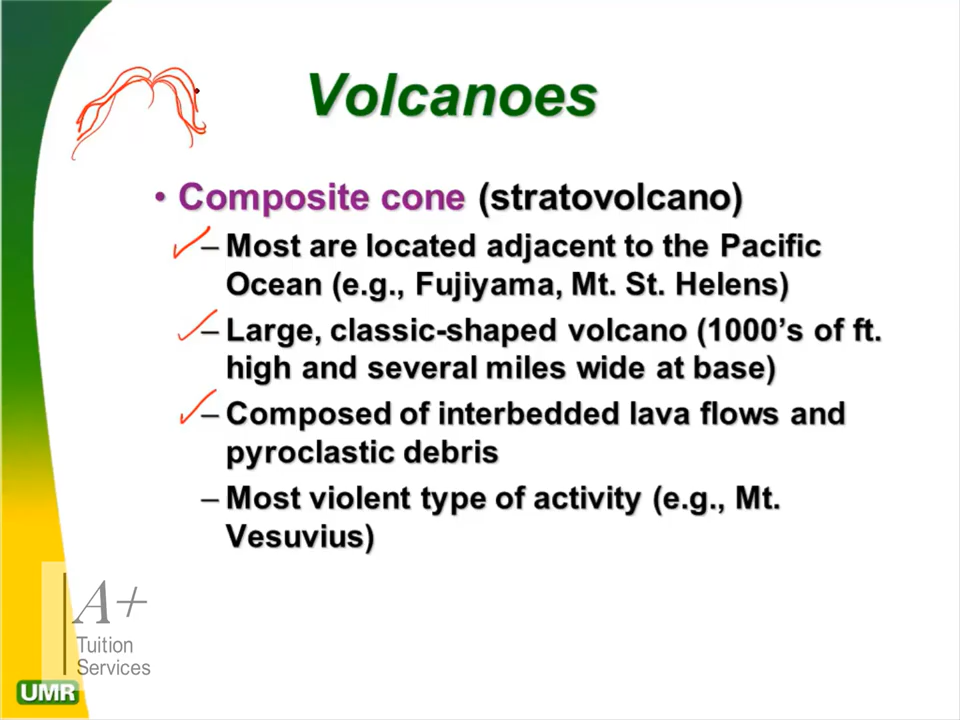 Volcanoes
• Composite cone (stratovolcano)
– Most are located adjacent to the Pacific
Ocean (e.g., Fujiyama, Mt. St. Helens)
– Large, classic-shaped volcano (1000's of ft.
high and several miles wide at base)
– Composed of interbedded lava flows and
pyroclastic debris
– Most violent type of activity (e.g., Mt.
Vesuvius)
A+
Tuition
Services
UMR